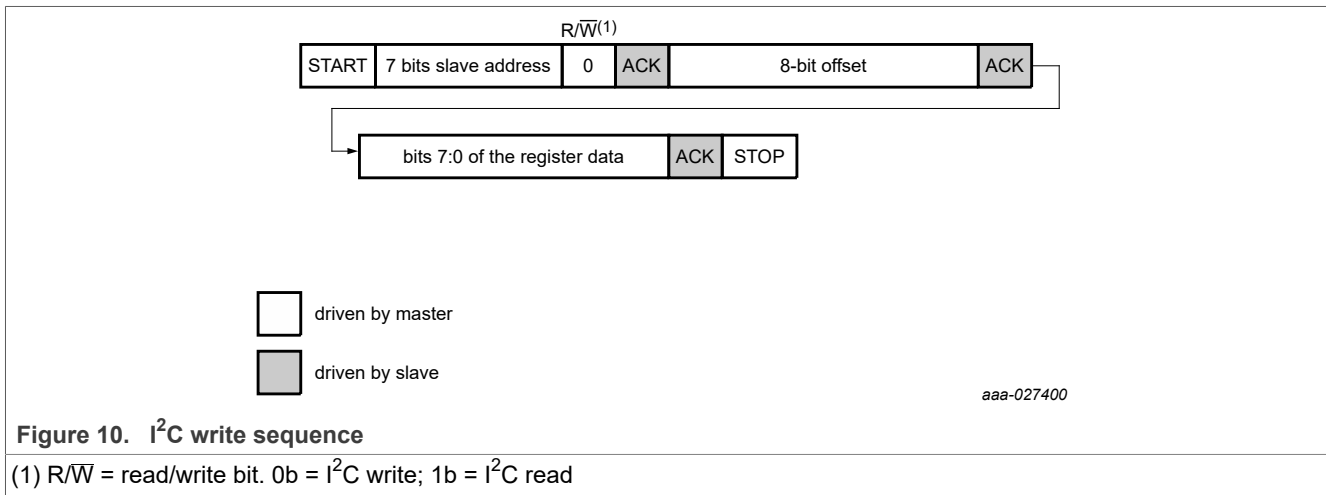 R/W̅(1)
START 7 bits slave address 0 ACK 8-bit offset ACK
bits 7:0 of the register data ACK STOP
driven by master
driven by slave
aaa-027400
Figure 10. I²C write sequence
(1) R/W̅ = read/write bit. 0b = I²C write; 1b = I²C read